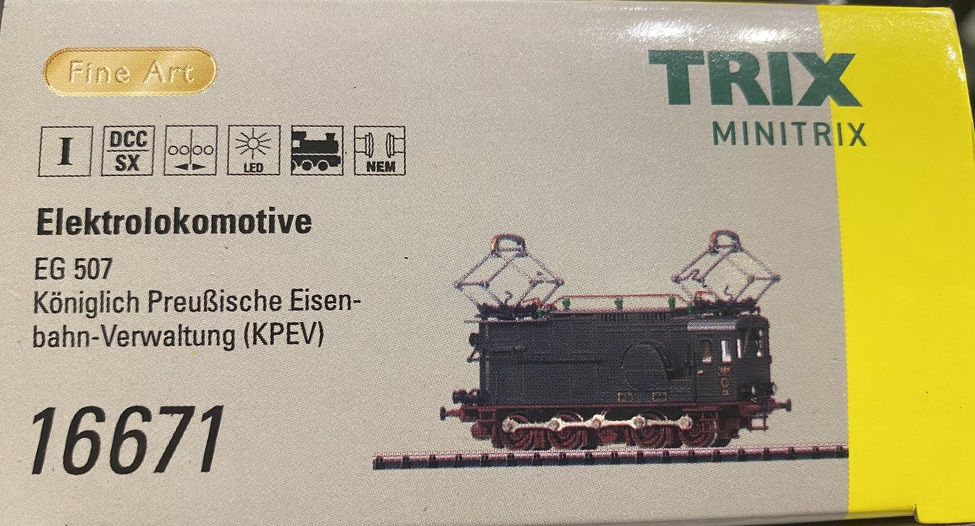 Fine Art
TRIX
MINITRIX
I
DCC
SX
LED
NEM
Elektrolokomotive
EG 507
Königlich Preußische Eisen-
bahn-Verwaltung (KPEV)
16671